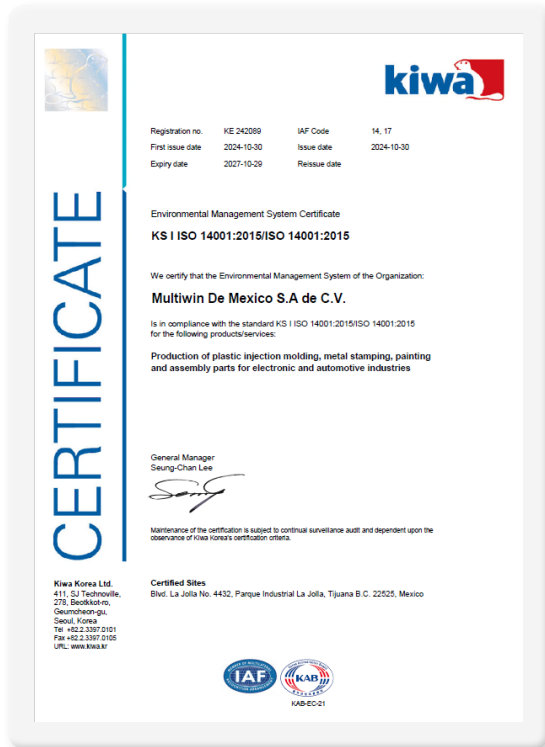 kiwa
Registration no. KE 242089 IAF Code 14, 17
First issue date 2024-10-30 Issue date 2024-10-30
Expiry date 2027-10-29 Reissue date
CERTIFICATE
Environmental Management System Certificate
KS I ISO 14001:2015/ISO 14001:2015
We certify that the Environmental Management System of the Organization:
Multiwin De Mexico S.A de C.V.
Is in compliance with the standard KS I ISO 14001:2015/ISO 14001:2015
for the following products/services:
Production of plastic injection molding, metal stamping, painting
and assembly parts for electronic and automotive industries
General Manager
Seung-Chan Lee
Maintenance of the certification is subject to continual surveillance audit and dependent upon the
observance of Kiwa Korea's certification criteria.
Kiwa Korea Ltd.
411, SJ Technoville,
278, Beotkkot-ro,
Geumcheon-gu,
Seoul, Korea
Tel +82.2.3397.0101
Fax +82.2.3397.0105
URL: www.kiwa.kr
Certified Sites
Blvd. La Jolla No. 4432, Parque Industrial La Jolla, Tijuana B.C. 22525, Mexico
IAF
KAB
KAB-EC-21